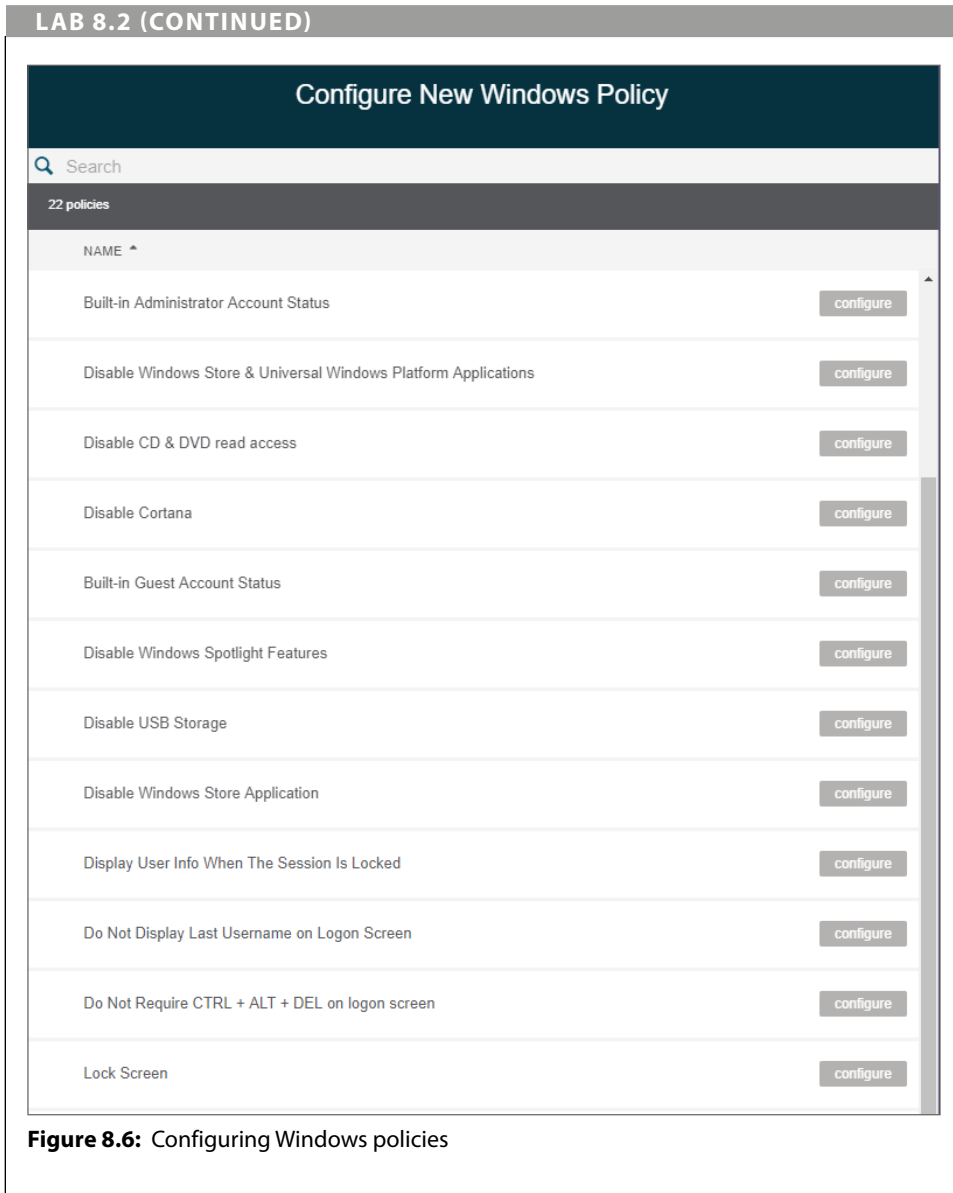 LAB 8.2 (CONTINUED)
Configure New Windows Policy
Search
22 policies
NAME
Built-in Administrator Account Status configure
Disable Windows Store & Universal Windows Platform Applications configure
Disable CD & DVD read access configure
Disable Cortana configure
Built-in Guest Account Status configure
Disable Windows Spotlight Features configure
Disable USB Storage configure
Disable Windows Store Application configure
Display User Info When The Session Is Locked configure
Do Not Display Last Username on Logon Screen configure
Do Not Require CTRL + ALT + DEL on logon screen configure
Lock Screen configure
Figure 8.6: Configuring Windows policies